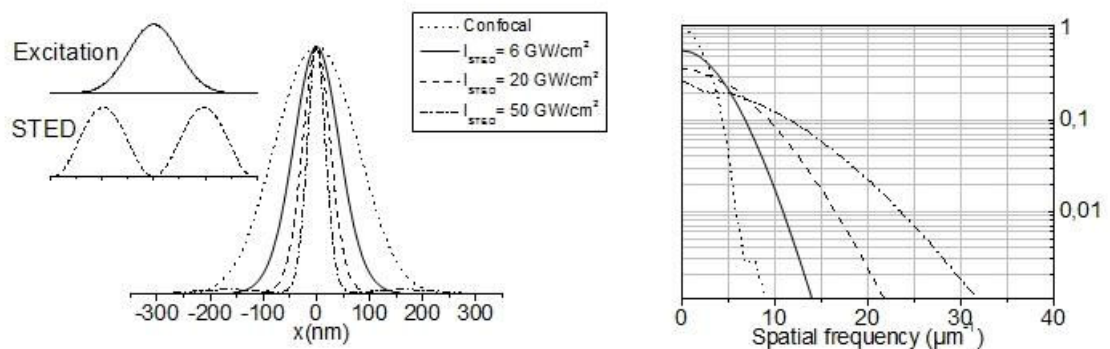 Excitation
STED
Confocal
I_STED = 6 GW/cm²
I_STED = 20 GW/cm²
I_STED = 50 GW/cm²
-300 -200 -100 0 100 200 300
x(nm)
1
0,1
0,01
0 10 20 30 40
Spatial frequency (µm⁻¹)